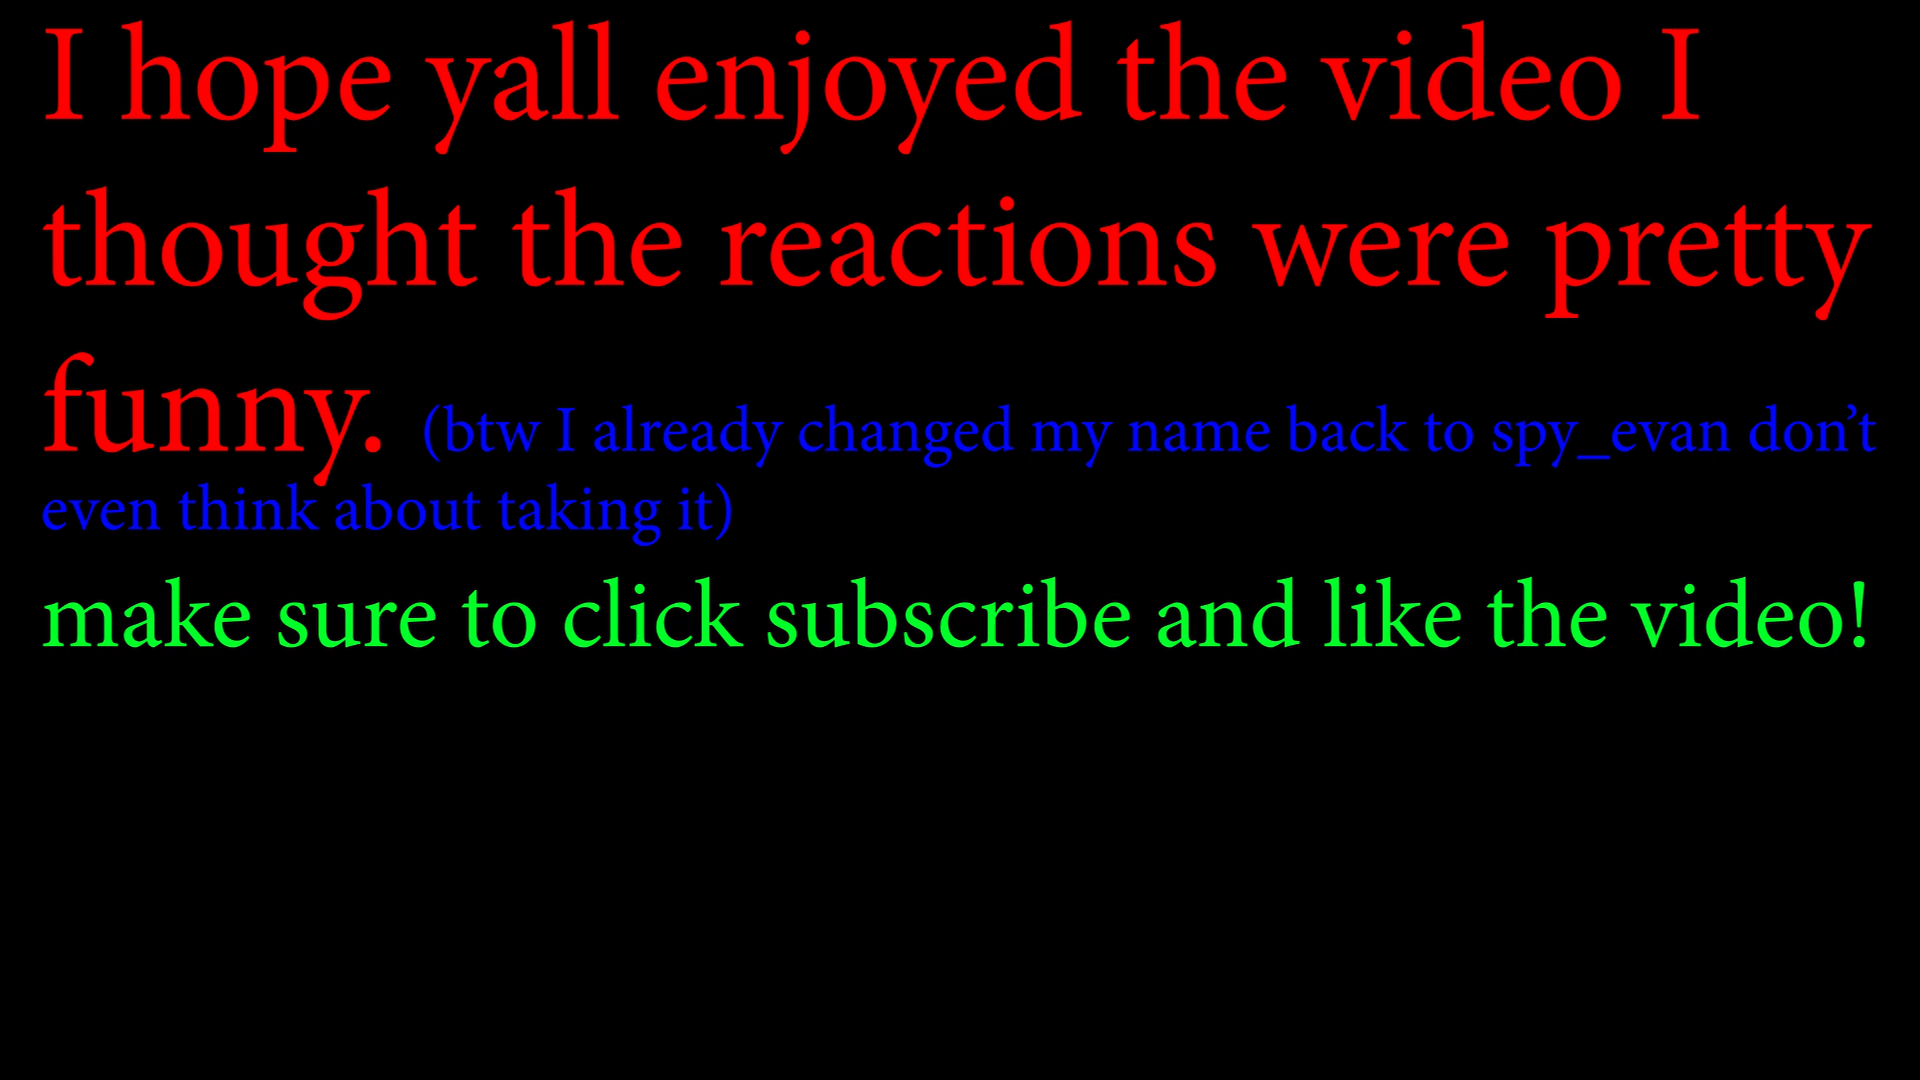 I hope yall enjoyed the video I
thought the reactions were pretty
funny. (btw I already changed my name back to spy_evan don’t
even think about taking it)
make sure to click subscribe and like the video!